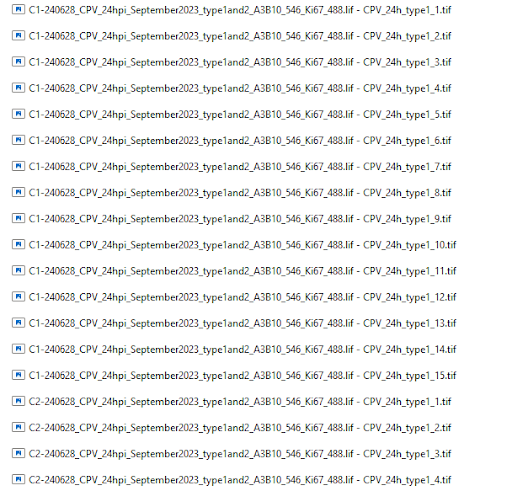 C1-240628_CPV_24hpi_September2023_type1and2_A3B10_546_Ki67_488.lif - CPV_24h_type1_1.tif
C1-240628_CPV_24hpi_September2023_type1and2_A3B10_546_Ki67_488.lif - CPV_24h_type1_2.tif
C1-240628_CPV_24hpi_September2023_type1and2_A3B10_546_Ki67_488.lif - CPV_24h_type1_3.tif
C1-240628_CPV_24hpi_September2023_type1and2_A3B10_546_Ki67_488.lif - CPV_24h_type1_4.tif
C1-240628_CPV_24hpi_September2023_type1and2_A3B10_546_Ki67_488.lif - CPV_24h_type1_5.tif
C1-240628_CPV_24hpi_September2023_type1and2_A3B10_546_Ki67_488.lif - CPV_24h_type1_6.tif
C1-240628_CPV_24hpi_September2023_type1and2_A3B10_546_Ki67_488.lif - CPV_24h_type1_7.tif
C1-240628_CPV_24hpi_September2023_type1and2_A3B10_546_Ki67_488.lif - CPV_24h_type1_8.tif
C1-240628_CPV_24hpi_September2023_type1and2_A3B10_546_Ki67_488.lif - CPV_24h_type1_9.tif
C1-240628_CPV_24hpi_September2023_type1and2_A3B10_546_Ki67_488.lif - CPV_24h_type1_10.tif
C1-240628_CPV_24hpi_September2023_type1and2_A3B10_546_Ki67_488.lif - CPV_24h_type1_11.tif
C1-240628_CPV_24hpi_September2023_type1and2_A3B10_546_Ki67_488.lif - CPV_24h_type1_12.tif
C1-240628_CPV_24hpi_September2023_type1and2_A3B10_546_Ki67_488.lif - CPV_24h_type1_13.tif
C1-240628_CPV_24hpi_September2023_type1and2_A3B10_546_Ki67_488.lif - CPV_24h_type1_14.tif
C1-240628_CPV_24hpi_September2023_type1and2_A3B10_546_Ki67_488.lif - CPV_24h_type1_15.tif
C2-240628_CPV_24hpi_September2023_type1and2_A3B10_546_Ki67_488.lif - CPV_24h_type1_1.tif
C2-240628_CPV_24hpi_September2023_type1and2_A3B10_546_Ki67_488.lif - CPV_24h_type1_2.tif
C2-240628_CPV_24hpi_September2023_type1and2_A3B10_546_Ki67_488.lif - CPV_24h_type1_3.tif
C2-240628_CPV_24hpi_September2023_type1and2_A3B10_546_Ki67_488.lif - CPV_24h_type1_4.tif